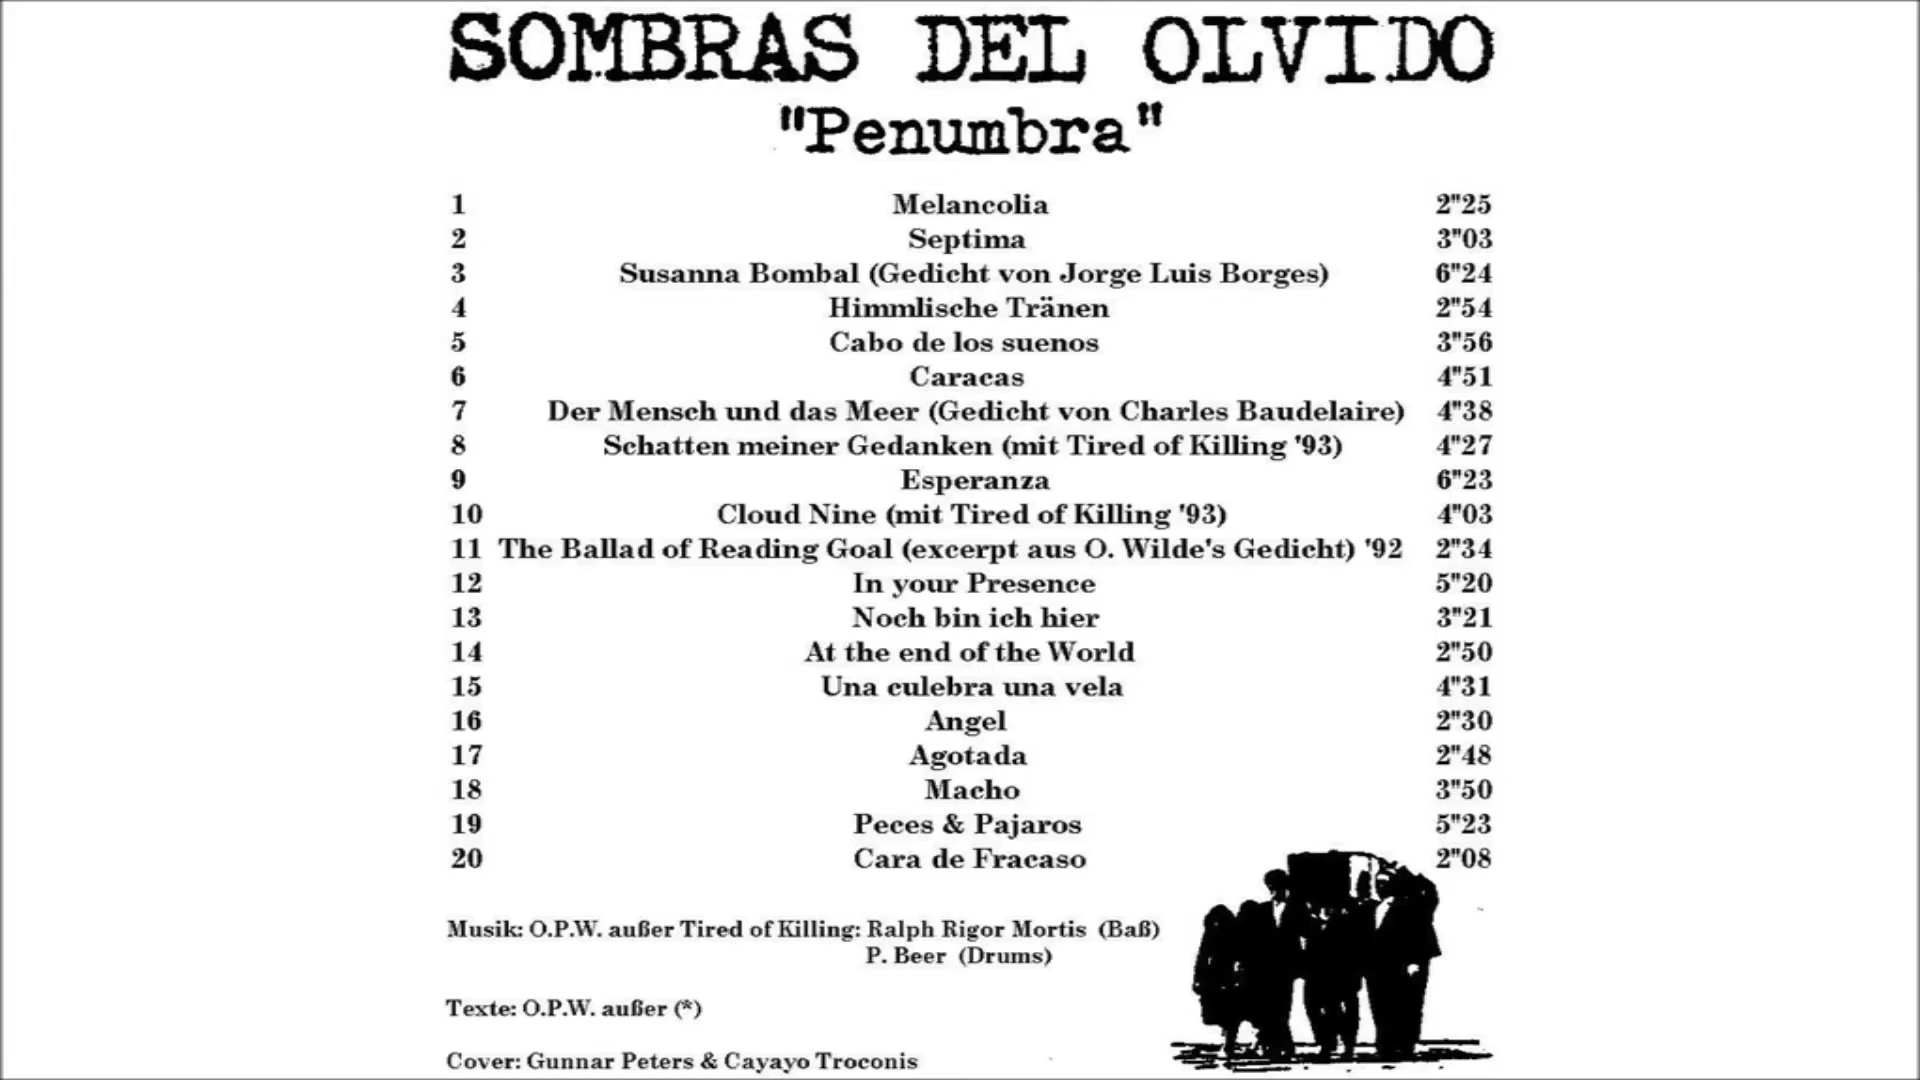 SOMBRAS DEL OLVIDO
"Penumbra"
1 Melancolia 2"25
2 Septima 3"03
3 Susanna Bombal (Gedicht von Jorge Luis Borges) 6"24
4 Himmlische Tränen 2"54
5 Cabo de los suenos 3"56
6 Caracas 4"51
7 Der Mensch und das Meer (Gedicht von Charles Baudelaire) 4"38
8 Schatten meiner Gedanken (mit Tired of Killing '93) 4"27
9 Esperanza 6"23
10 Cloud Nine (mit Tired of Killing '93) 4"03
11 The Ballad of Reading Goal (excerpt aus O. Wilde's Gedicht) '92 2"34
12 In your Presence 5"20
13 Noch bin ich hier 3"21
14 At the end of the World 2"50
15 Una culebra una vela 4"31
16 Angel 2"30
17 Agotada 2"48
18 Macho 3"50
19 Peces & Pajaros 5"23
20 Cara de Fracaso 2"08
Musik: O.P.W. außer Tired of Killing: Ralph Rigor Mortis (Baß)
P. Beer (Drums)
Texte: O.P.W. außer (*)
Cover: Gunnar Peters & Cayayo Troconis